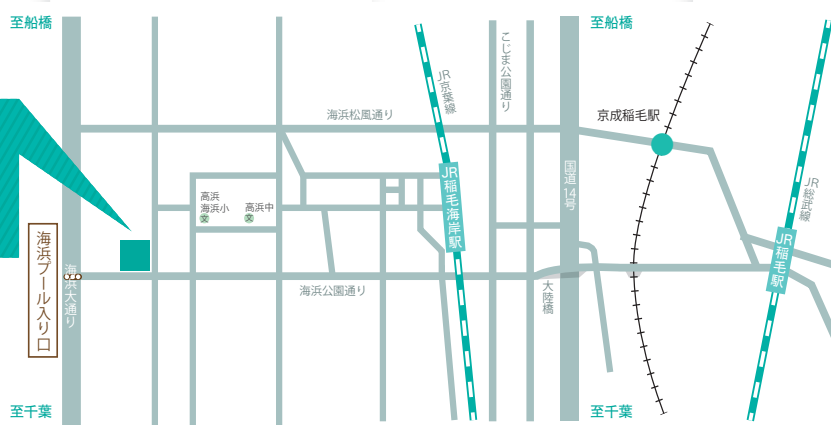 至船橋
至船橋
こじま公園通り
JR京葉線
海浜松風通り
京成稲毛駅
国道14号
JR稲毛海岸駅
JR総武線
高浜
海浜小
文
高浜中
文
海浜プール入り口
海浜大通り
JR稲毛駅
海浜公園通り
大陸橋
至千葉
至千葉